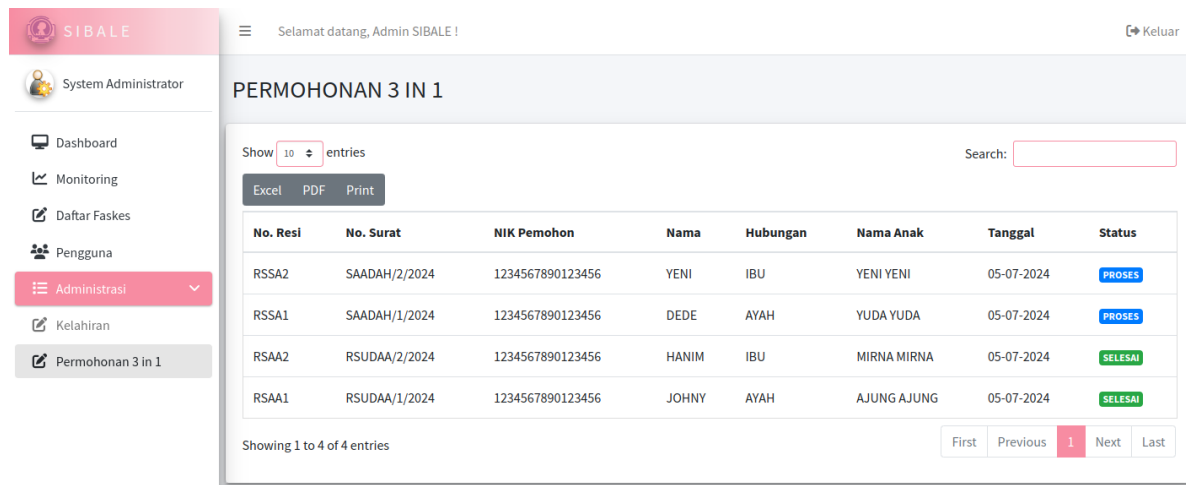 SIBALE
Selamat datang, Admin SIBALE !
Keluar
System Administrator
Dashboard
Monitoring
Daftar Faskes
Pengguna
Administrasi
Kelahiran
Permohonan 3 in 1
PERMOHONAN 3 IN 1
Show 10 entries
Search:
Excel PDF Print
No. Resi No. Surat NIK Pemohon Nama Hubungan Nama Anak Tanggal Status
RSSA2 SAADAH/2/2024 1234567890123456 YENI IBU YENI YENI 05-07-2024 PROSES
RSSA1 SAADAH/1/2024 1234567890123456 DEDE AYAH YUDA YUDA 05-07-2024 PROSES
RSAA2 RSUDAA/2/2024 1234567890123456 HANIM IBU MIRNA MIRNA 05-07-2024 SELESAI
RSAA1 RSUDAA/1/2024 1234567890123456 JOHNY AYAH AJUNG AJUNG 05-07-2024 SELESAI
Showing 1 to 4 of 4 entries
First Previous 1 Next Last